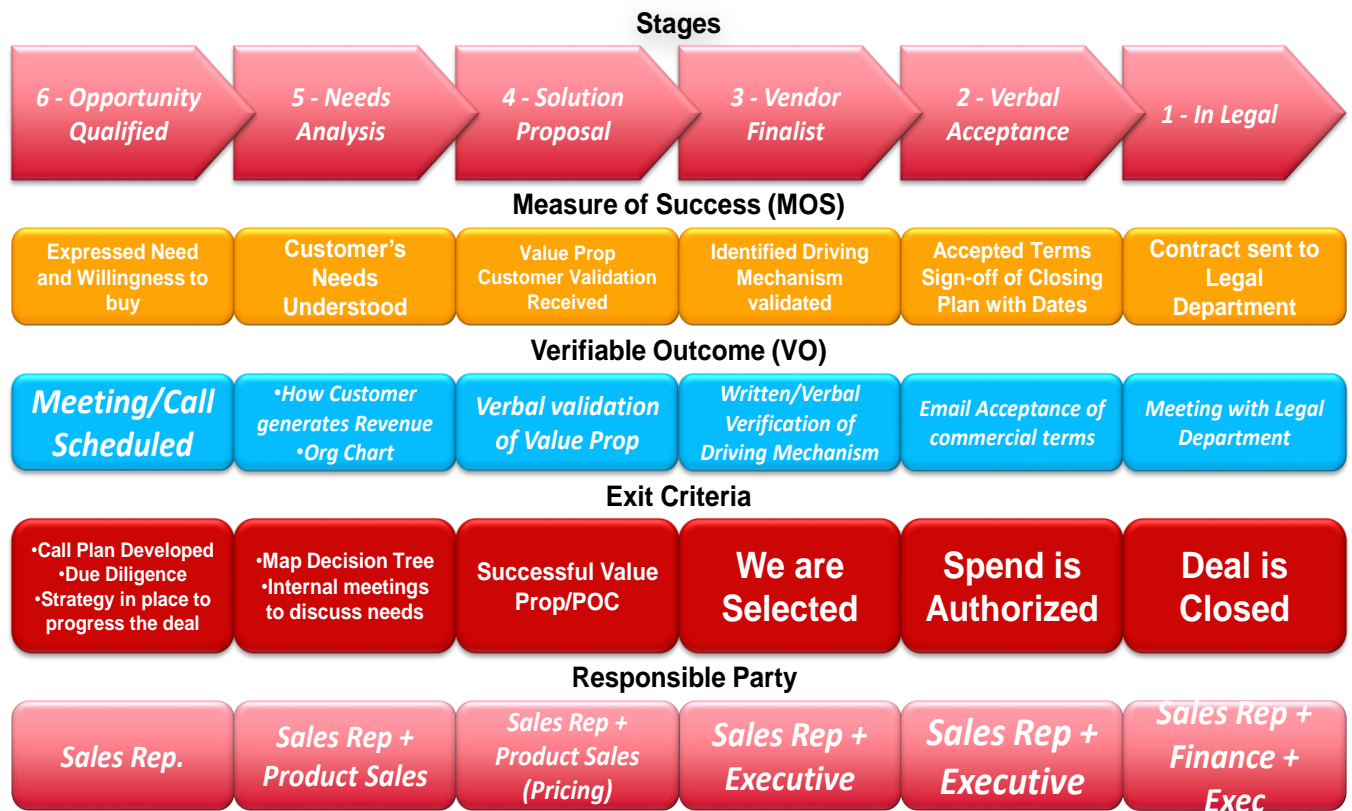 Stages
6 - Opportunity
Qualified
5 - Needs
Analysis
4 - Solution
Proposal
3 - Vendor
Finalist
2 - Verbal
Acceptance
1 - In Legal
Measure of Success (MOS)
Expressed Need
and Willingness to
buy
Customer’s
Needs
Understood
Value Prop
Customer Validation
Received
Identified Driving
Mechanism
validated
Accepted Terms
Sign-off of Closing
Plan with Dates
Contract sent to
Legal
Department
Verifiable Outcome (VO)
Meeting/Call
Scheduled
•How Customer
generates Revenue
•Org Chart
Verbal validation
of Value Prop
Written/Verbal
Verification of
Driving Mechanism
Email Acceptance of
commercial terms
Meeting with Legal
Department
Exit Criteria
•Call Plan Developed
•Due Diligence
•Strategy in place to
progress the deal
•Map Decision Tree
•Internal meetings
to discuss needs
Successful Value
Prop/POC
We are
Selected
Spend is
Authorized
Deal is
Closed
Responsible Party
Sales Rep.
Sales Rep +
Product Sales
Sales Rep +
Product Sales
(Pricing)
Sales Rep +
Executive
Sales Rep +
Executive
Sales Rep +
Finance +
Exec